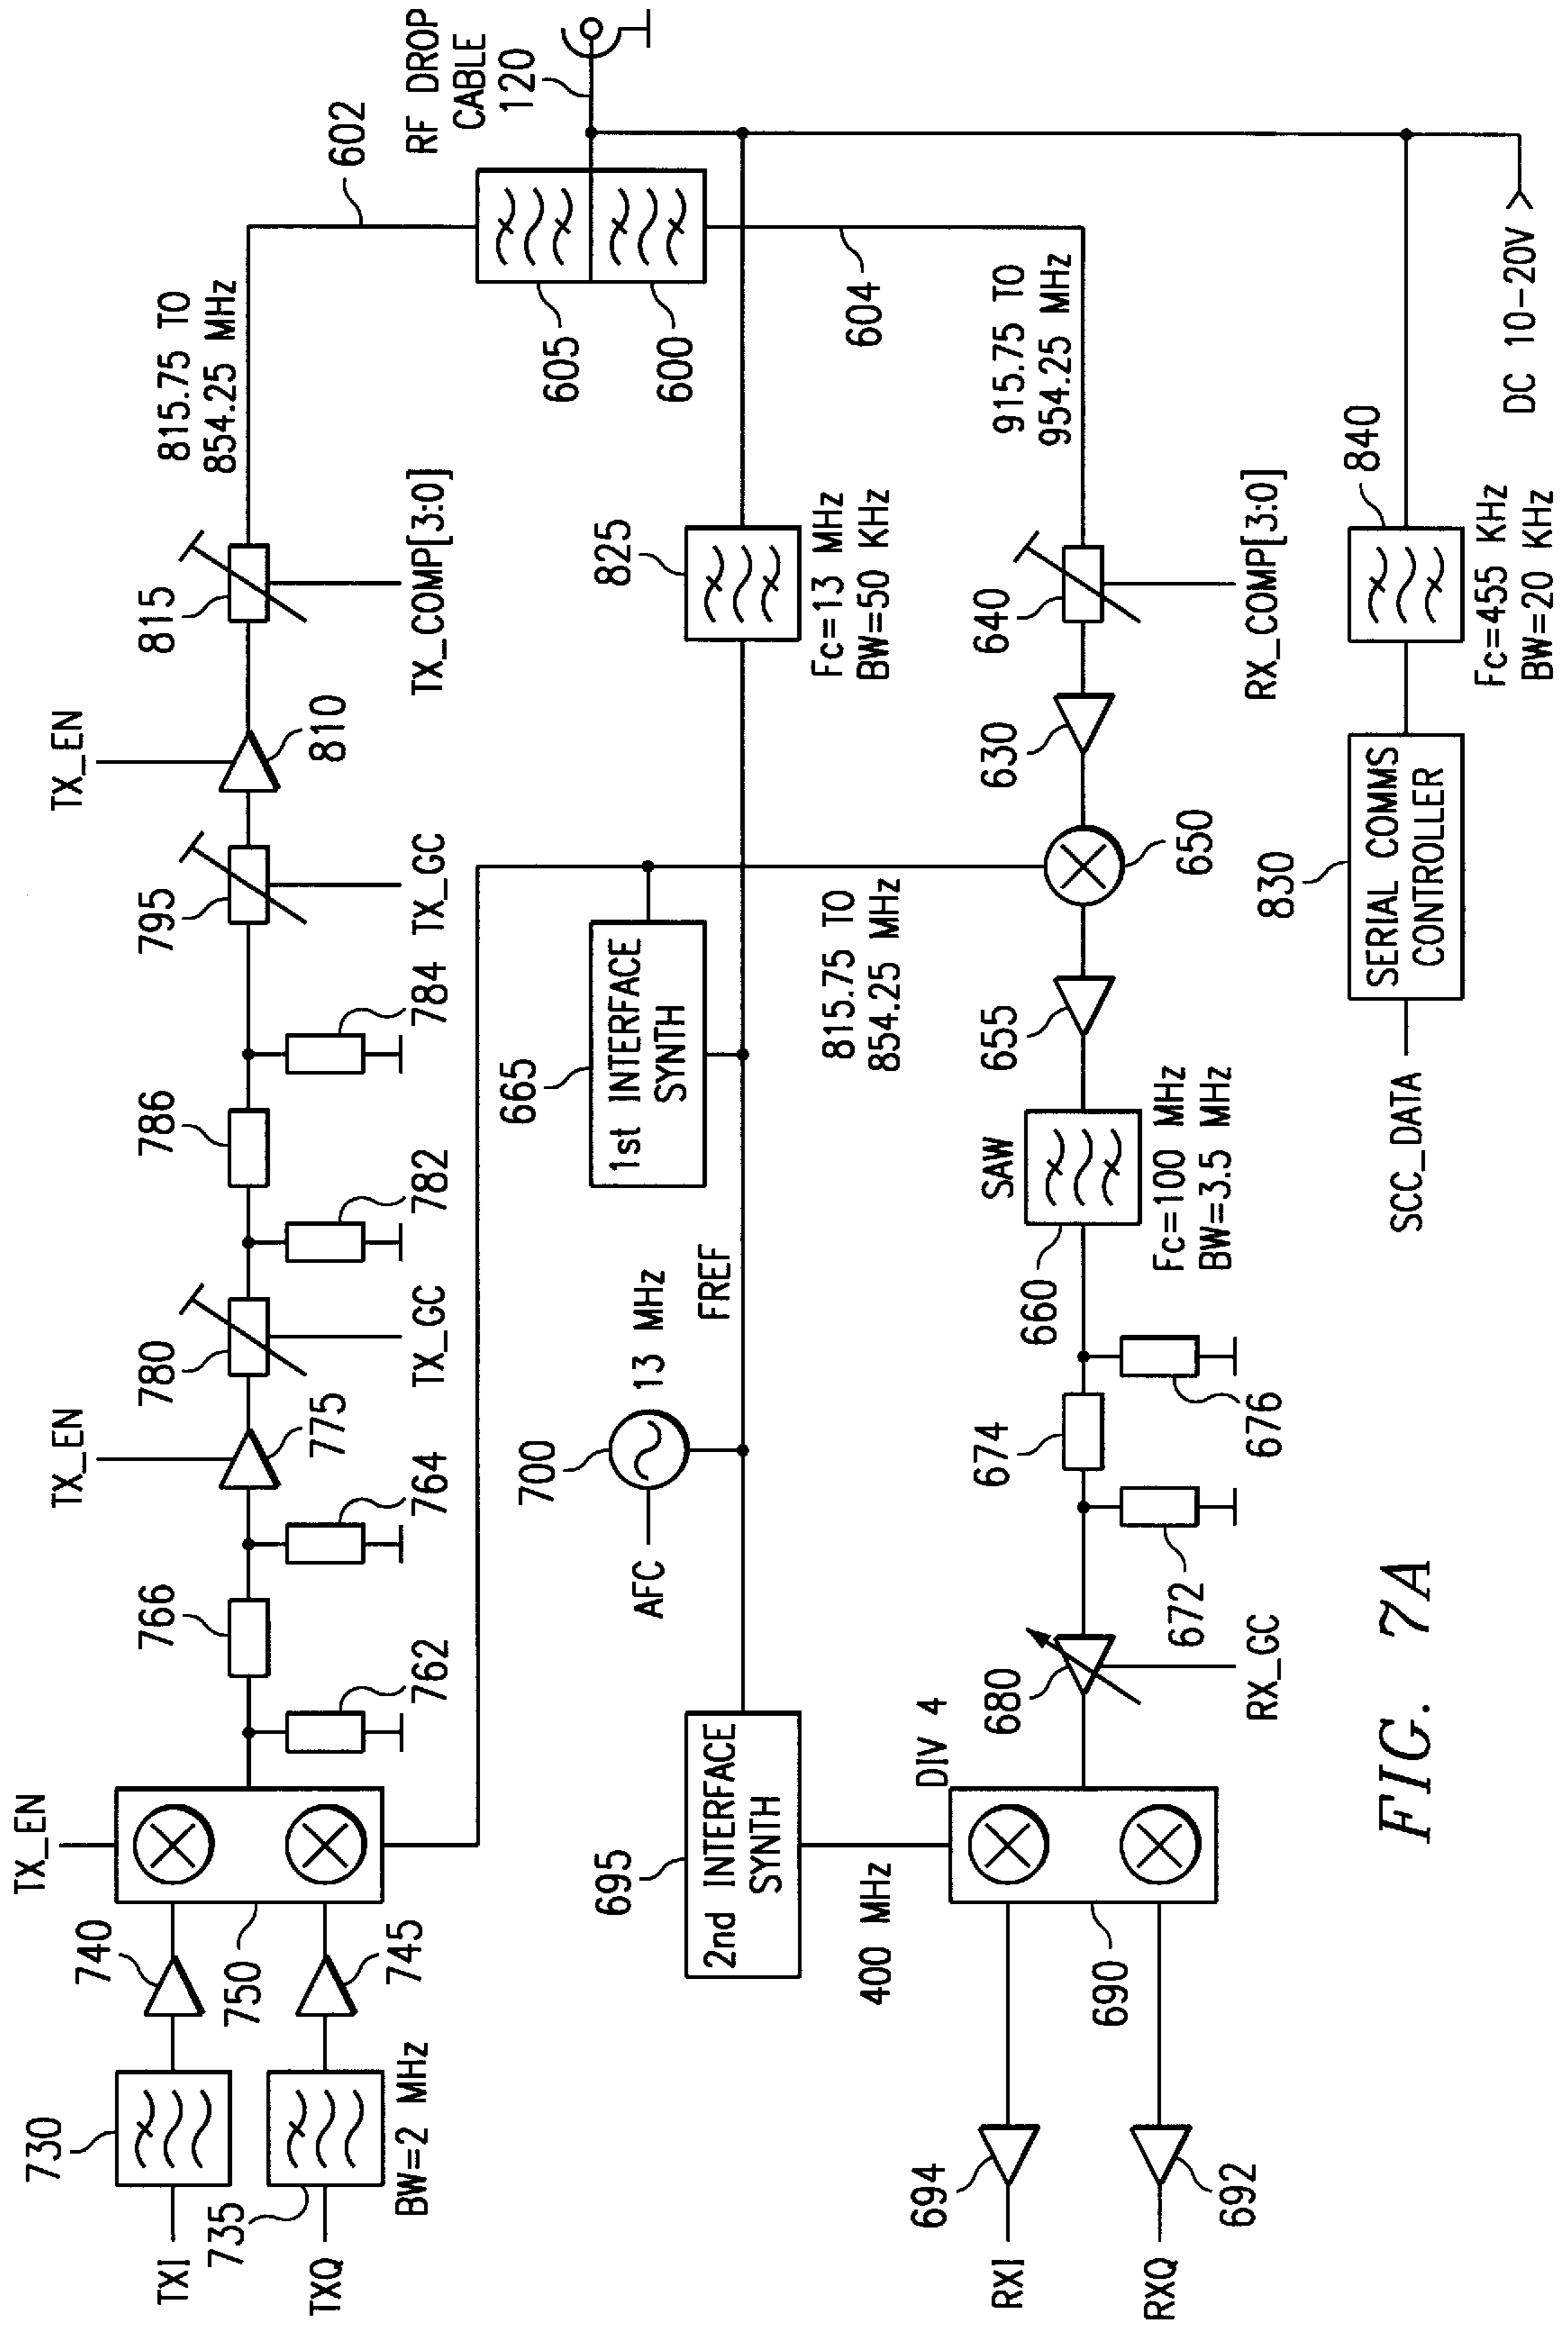 TX_EN
TX_EN
TX_EN
730
740
750
762
766
764
775
780
782
786
784
795
810
815
815.75 TO
854.25 MHz
602
RF DROP
CABLE
120
TXI
TXQ
735
BW=2 MHz
745
TX_GC
TX_GC
TX_COMP[3:0]
605
600
604
AFC
700
13 MHz
FREF
665
1st INTERFACE
SYNTH
825
Fc=13 MHz
BW=50 KHz
695
2nd INTERFACE
SYNTH
400 MHz
DIV 4
815.75 TO
854.25 MHz
915.75 TO
954.25 MHz
694
RXI
RXQ
692
690
680
RX_GC
672
674
676
660
SAW
Fc=100 MHz
BW=3.5 MHz
655
650
630
640
RX_COMP[3:0]
SCC_DATA
830
SERIAL COMMS
CONTROLLER
840
Fc=455 KHz
BW=20 KHz
DC 10-20V
FIG. 7A